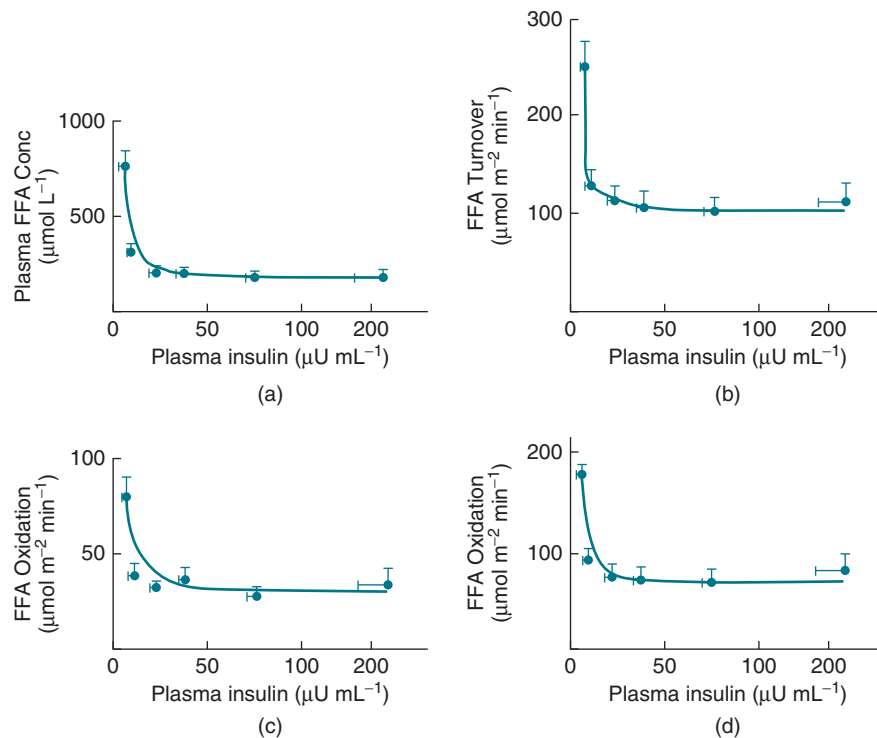 1000
500
Plasma FFA Conc
(μmol L⁻¹)
0
50
100
200
Plasma insulin (μU mL⁻¹)
(a)
300
200
100
FFA Turnover
(μmol m⁻² min⁻¹)
0
50
100
200
Plasma insulin (μU mL⁻¹)
(b)
100
50
FFA Oxidation
(μmol m⁻² min⁻¹)
0
50
100
200
Plasma insulin (μU mL⁻¹)
(c)
200
100
FFA Oxidation
(μmol m⁻² min⁻¹)
0
50
100
200
Plasma insulin (μU mL⁻¹)
(d)